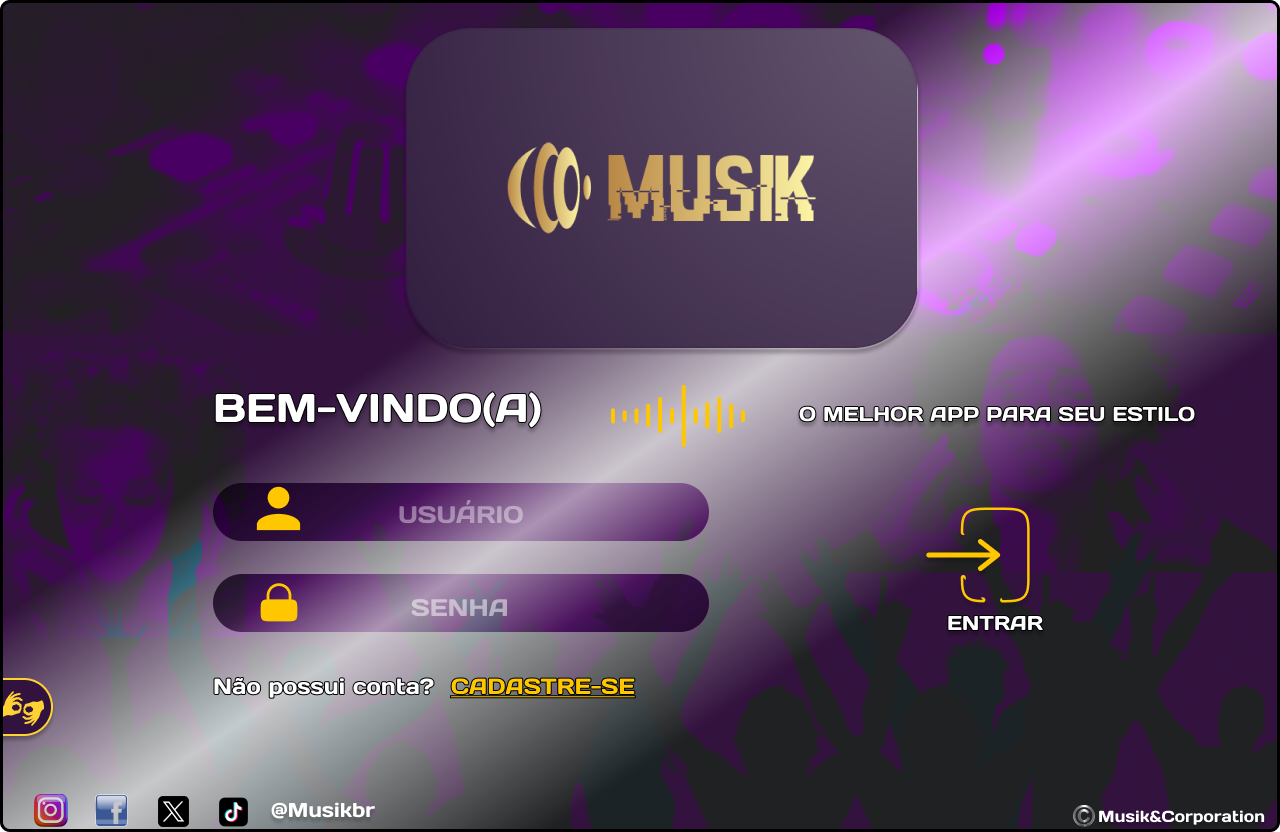 MUSIK
BEM-VINDO(A)
O MELHOR APP PARA SEU ESTILO
USUÁRIO
SENHA
ENTRAR
Não possui conta? CADASTRE-SE
@Musikbr
©Musik&Corporation